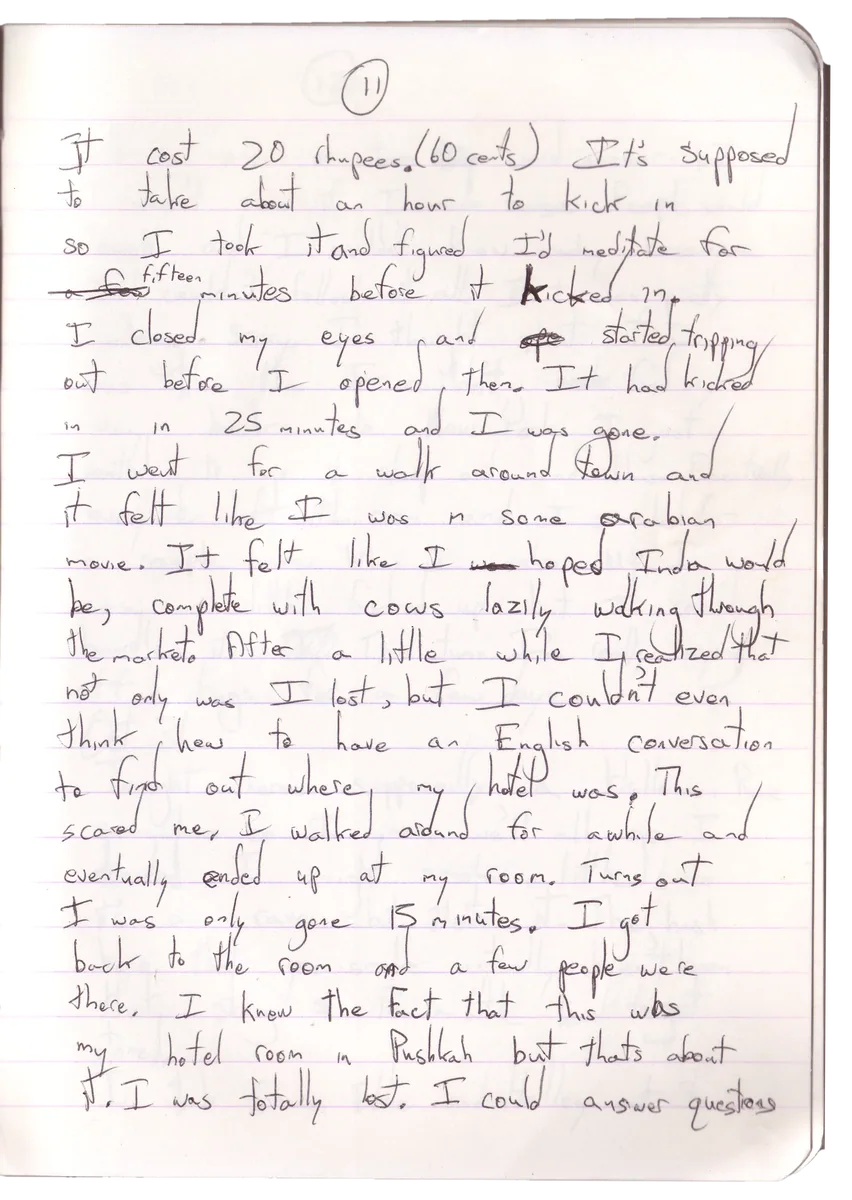 11
It cost 20 rhupees. (60 cents) It's supposed
to take about an hour to kick in
so I took it and figured I'd meditate for
fifteen
minutes before it kicked in.
I closed my eyes and started tripping
out before I opened them. It had kicked
in in 25 minutes and I was gone.
I went for a walk around town and
it felt like I was in some arabian
movie. It felt like I hoped India would
be, complete with cows lazily walking through
the market. After a little while I realized that
not only was I lost, but I couldn't even
think how to have an English conversation
to find out where my hotel was. This
scared me. I walked around for awhile and
eventually ended up at my room. Turns out
I was only gone 15 minutes. I got
back to the room and a few people were
there. I knew the fact that this was
my hotel room in Pushkah but thats about
it. I was totally lost. I could answer questions